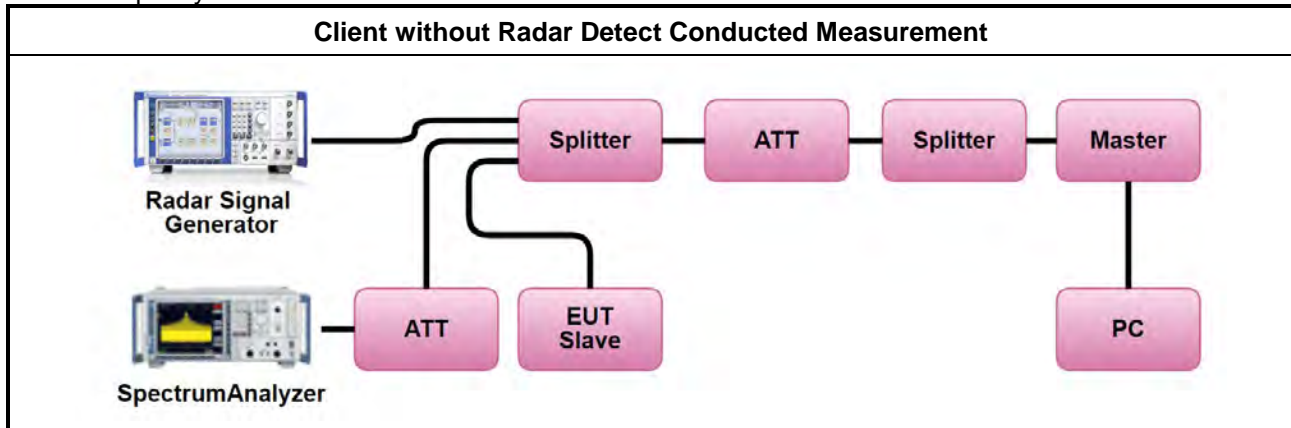 Client without Radar Detect Conducted Measurement
Radar Signal
Generator
Splitter
ATT
Splitter
Master
SpectrumAnalyzer
ATT
EUT
Slave
PC